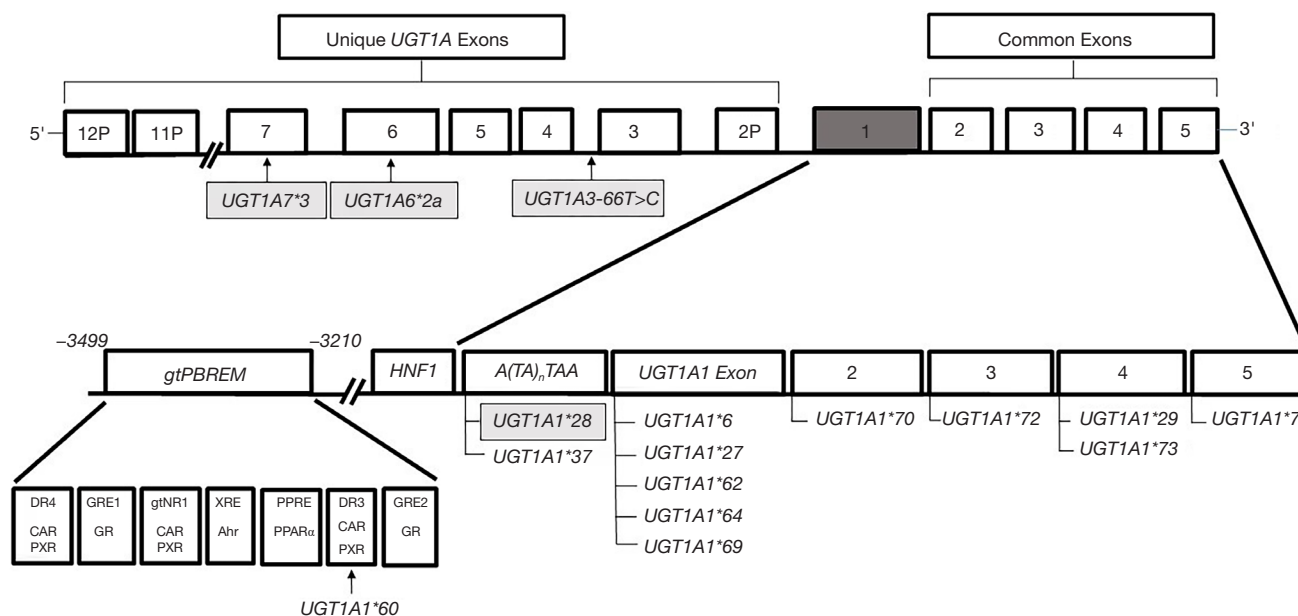 Unique UGT1A Exons
Common Exons
5'
12P
11P
7
6
5
4
3
2P
1
2
3
4
5
3'
UGT1A7*3
UGT1A6*2a
UGT1A3-66T>C
–3499
–3210
gtPBREM
HNF1
A(TA)nTAA
UGT1A1 Exon
2
3
4
5
UGT1A1*28
UGT1A1*37
UGT1A1*6
UGT1A1*27
UGT1A1*62
UGT1A1*64
UGT1A1*69
UGT1A1*70
UGT1A1*72
UGT1A1*29
UGT1A1*73
UGT1A1*7
DR4
CAR
PXR
GRE1
GR
gtNR1
CAR
PXR
XRE
Ahr
PPRE
PPARα
DR3
CAR
PXR
GRE2
GR
UGT1A1*60